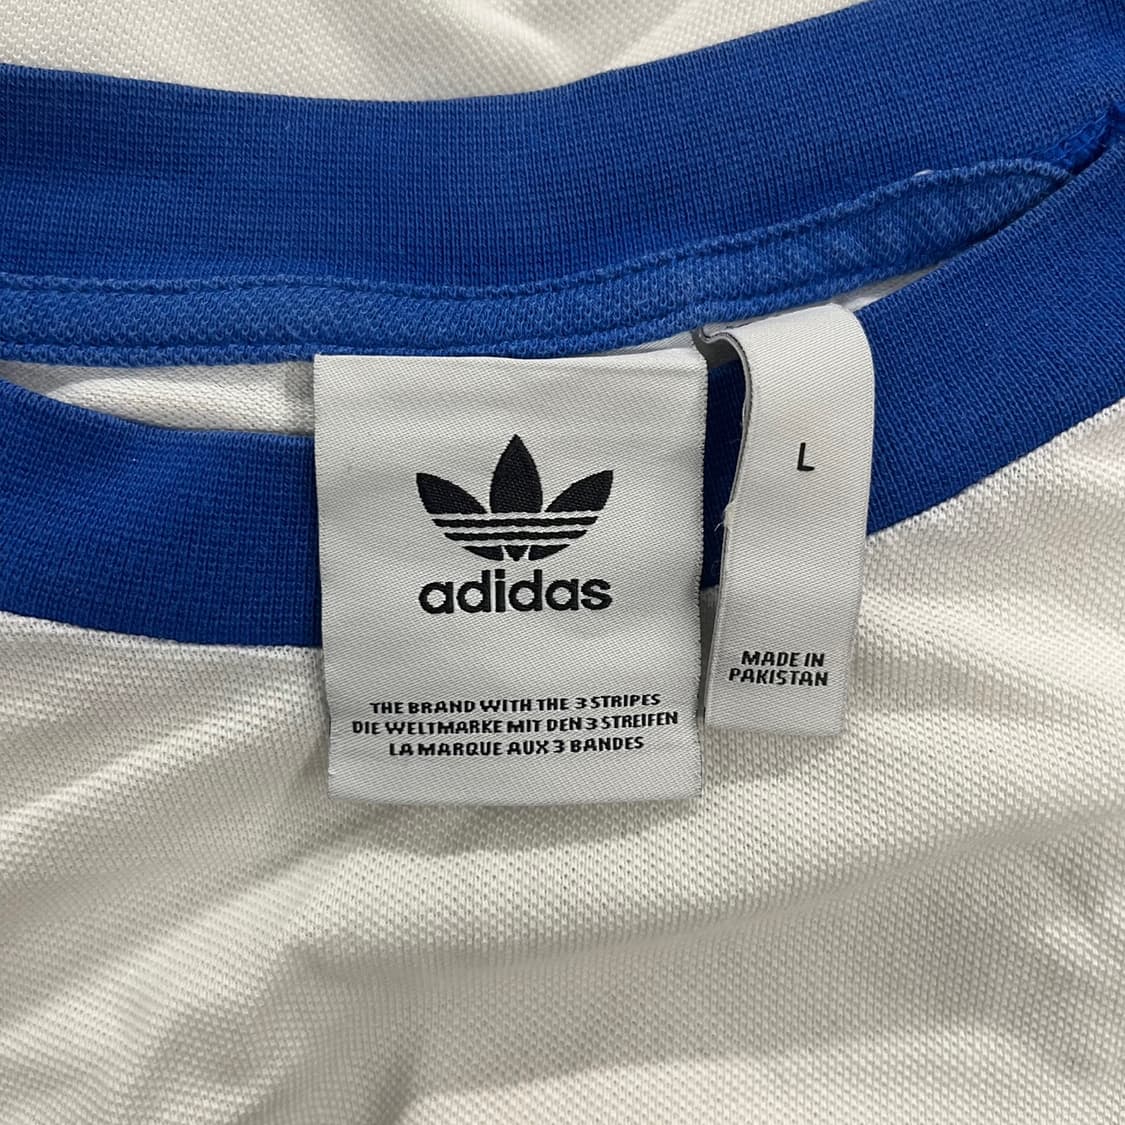 adidas
THE BRAND WITH THE 3 STRIPES
DIE WELTMARKE MIT DEN 3 STREIFEN
LA MARQUE AUX 3 BANDES
L
MADE IN
PAKISTAN